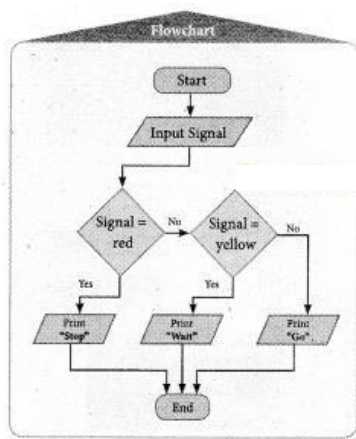 Flowchart
Start
Input Signal
Signal =
red
No
Signal =
yellow
No
Yes
Yes
Print
"Stop"
Print
"Wait"
Print
"Go"
End